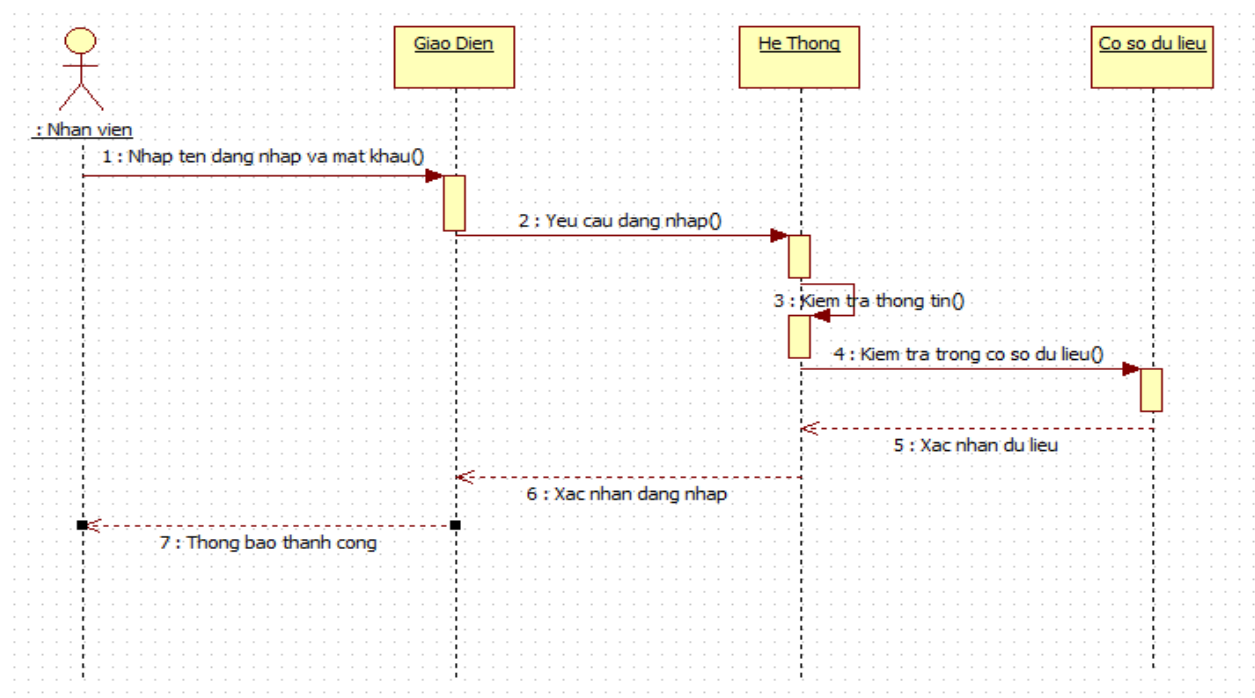 Giao Dien
He Thong
Co so du lieu
: Nhan vien
1 : Nhap ten dang nhap va mat khau()
2 : Yeu cau dang nhap()
3 : Kiem tra thong tin()
4 : Kiem tra trong co so du lieu()
5 : Xac nhan du lieu
6 : Xac nhan dang nhap
7 : Thong bao thanh cong